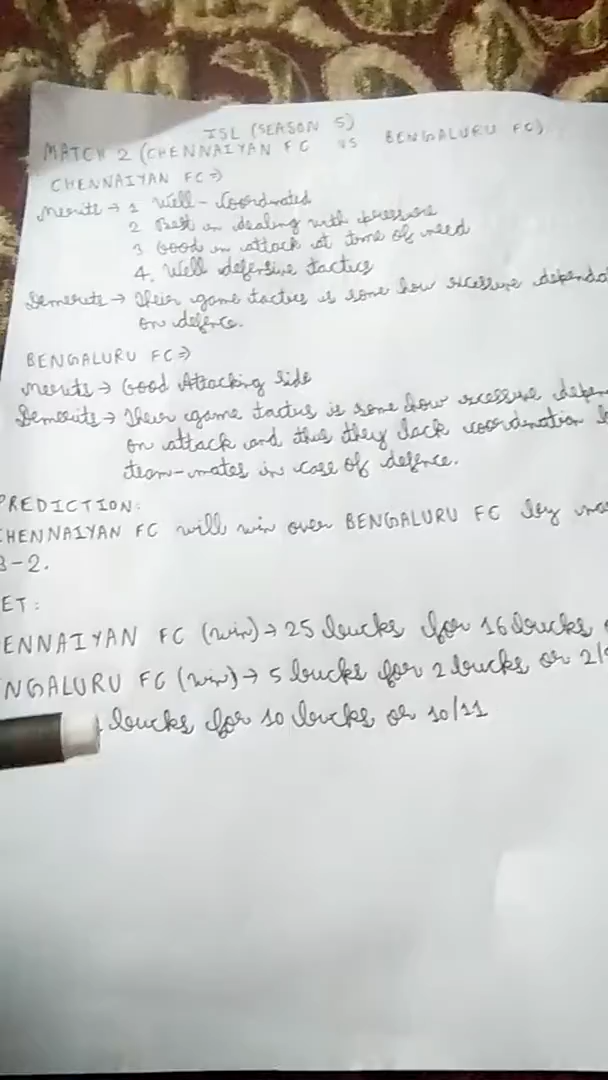 ISL (SEASON 5)
MATCH 2 (CHENNAIYAN FC VS BENGALURU FC)
CHENNAIYAN FC⇒
Merits → 1 Well-Coordinated
2 Best in dealing with pressure
3 Good in attack at time of need
4. Well defensive tactics
Demerits → Their game tactics is some how excessive
on defence.
BENGALURU FC⇒
Merits → Good Attacking Side
Demerits → Their game tactics is some how excessive
on attack and thus they lack coordination
team-mates in case of defence.
PREDICTION:
CHENNAIYAN FC will win over BENGALURU FC by
3-2.
ET:
ENNAIYAN FC (win) → 25 bucks for 16 bucks
NGALURU FC (win) → 5 bucks for 2 bucks or 2/
bucks for 10 bucks or 10/11